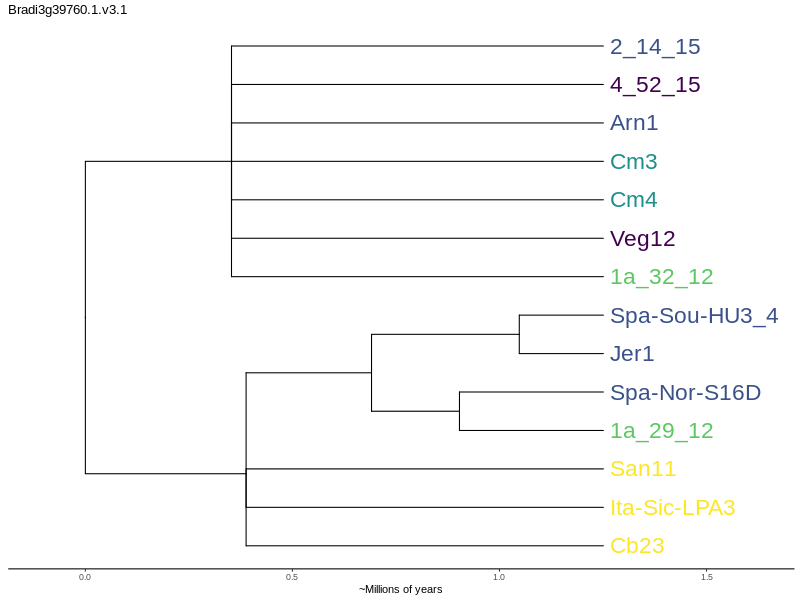 Bradi3g39760.1.v3.1
2_14_15
4_52_15
Arn1
Cm3
Cm4
Veg12
1a_32_12
Spa-Sou-HU3_4
Jer1
Spa-Nor-S16D
1a_29_12
San11
Ita-Sic-LPA3
Cb23
0.0 0.5 1.0 1.5
~Millions of years